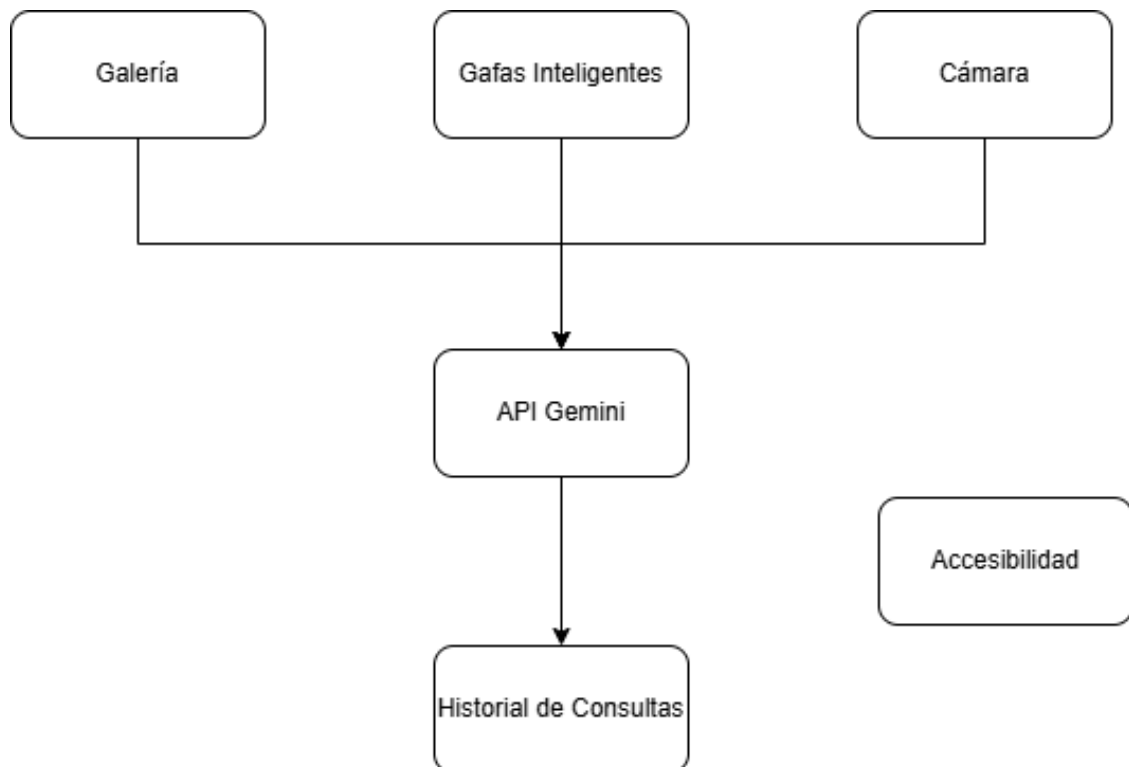 Galería
Gafas Inteligentes
Cámara
API Gemini
Accesibilidad
Historial de Consultas